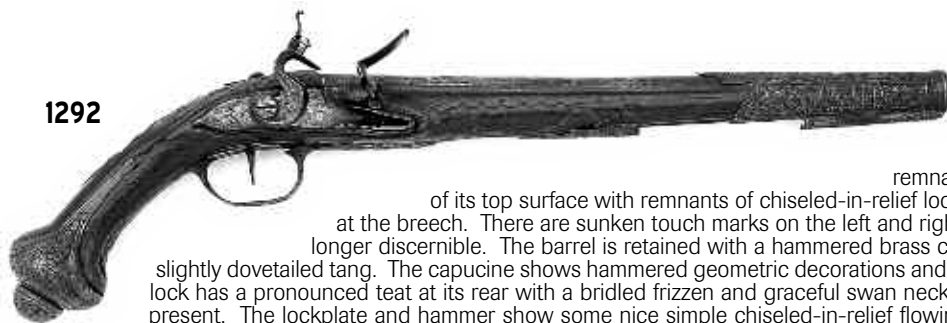 1292
remna
of its top surface with remnants of chiseled-in-relief loc
at the breech. There are sunken touch marks on the left and righ
longer discernible. The barrel is retained with a hammered brass c
slightly dovetailed tang. The capucine shows hammered geometric decorations and
lock has a pronounced teat at its rear with a bridled frizzen and graceful swan neck
present. The lockplate and hammer show some nice simple chiseled-in-relief flowin